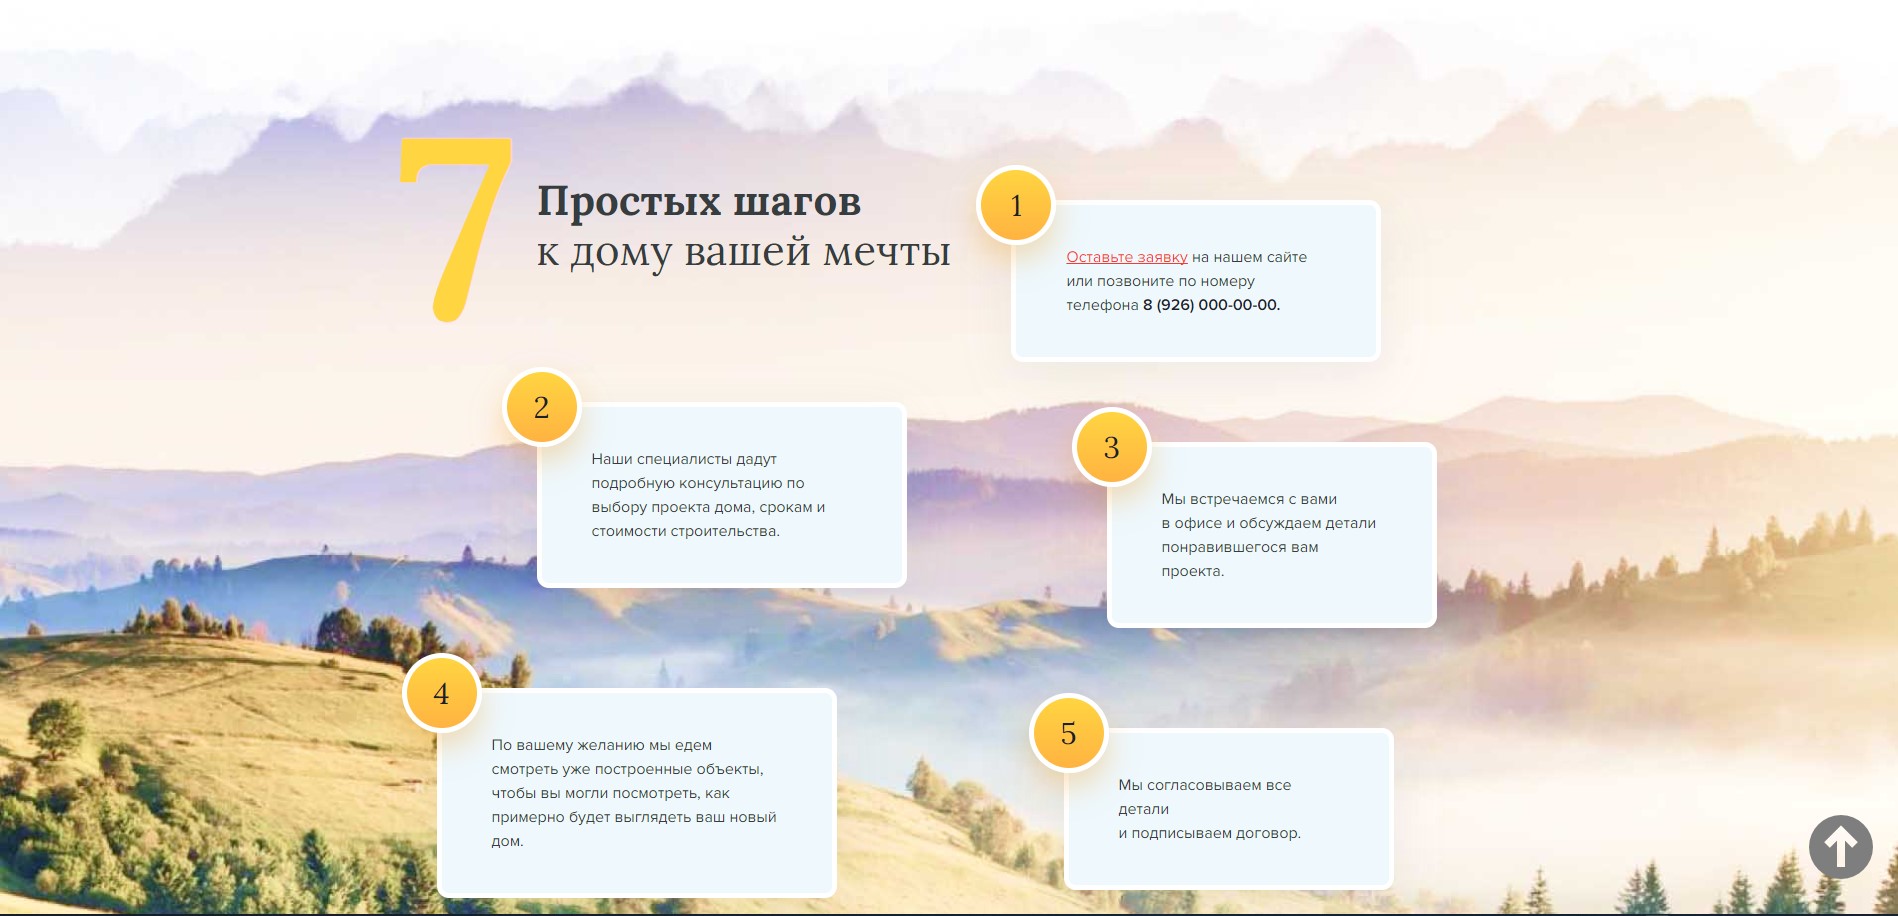 7
Простых шагов
к дому вашей мечты
1
Оставьте заявку на нашем сайте
или позвоните по номеру
телефона 8 (926) 000-00-00.
2
Наши специалисты дадут
подробную консультацию по
выбору проекта дома, срокам и
стоимости строительства.
3
Мы встречаемся с вами
в офисе и обсуждаем детали
понравившегося вам
проекта.
4
По вашему желанию мы едем
смотреть уже построенные объекты,
чтобы вы могли посмотреть, как
примерно будет выглядеть ваш новый
дом.
5
Мы согласовываем все
детали
и подписываем договор.